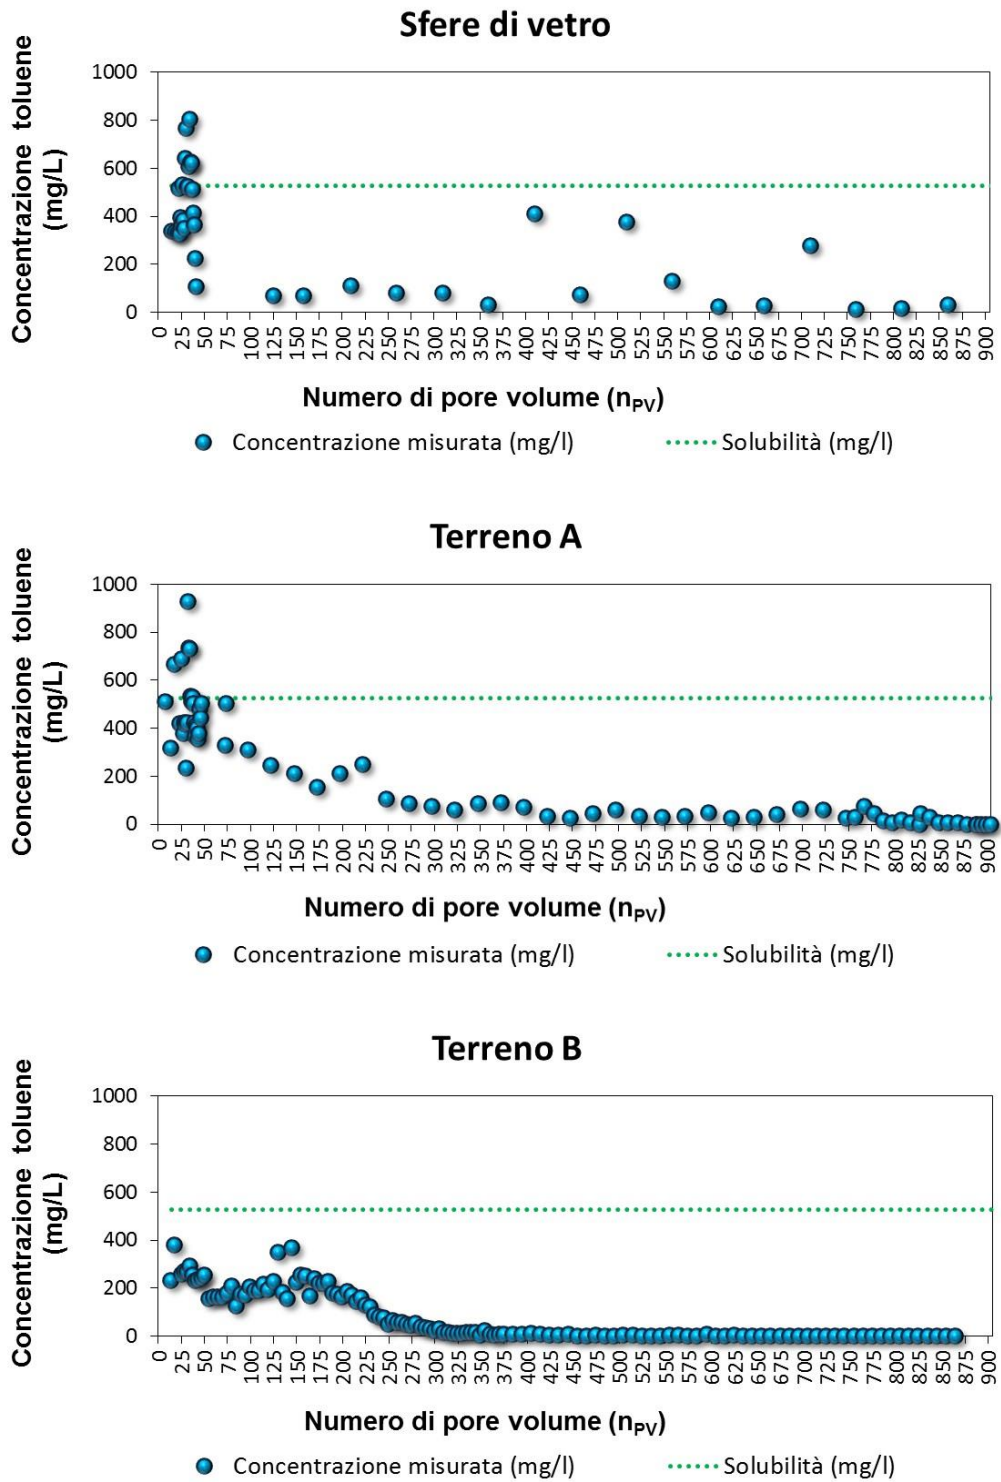 Sfere di vetro
Concentrazione toluene
(mg/L)
1000
800
600
400
200
0
0 25 50 75 100 125 150 175 200 225 250 275 300 325 350 375 400 425 450 475 500 525 550 575 600 625 650 675 700 725 750 775 800 825 850 875 900
Numero di pore volume (nPV)
Concentrazione misurata (mg/l) Solubilità (mg/l)
Terreno A
Concentrazione toluene
(mg/L)
1000
800
600
400
200
0
0 25 50 75 100 125 150 175 200 225 250 275 300 325 350 375 400 425 450 475 500 525 550 575 600 625 650 675 700 725 750 775 800 825 850 875 900
Numero di pore volume (nPV)
Concentrazione misurata (mg/l) Solubilità (mg/l)
Terreno B
Concentrazione toluene
(mg/L)
1000
800
600
400
200
0
0 25 50 75 100 125 150 175 200 225 250 275 300 325 350 375 400 425 450 475 500 525 550 575 600 625 650 675 700 725 750 775 800 825 850 875 900
Numero di pore volume (nPV)
Concentrazione misurata (mg/l) Solubilità (mg/l)